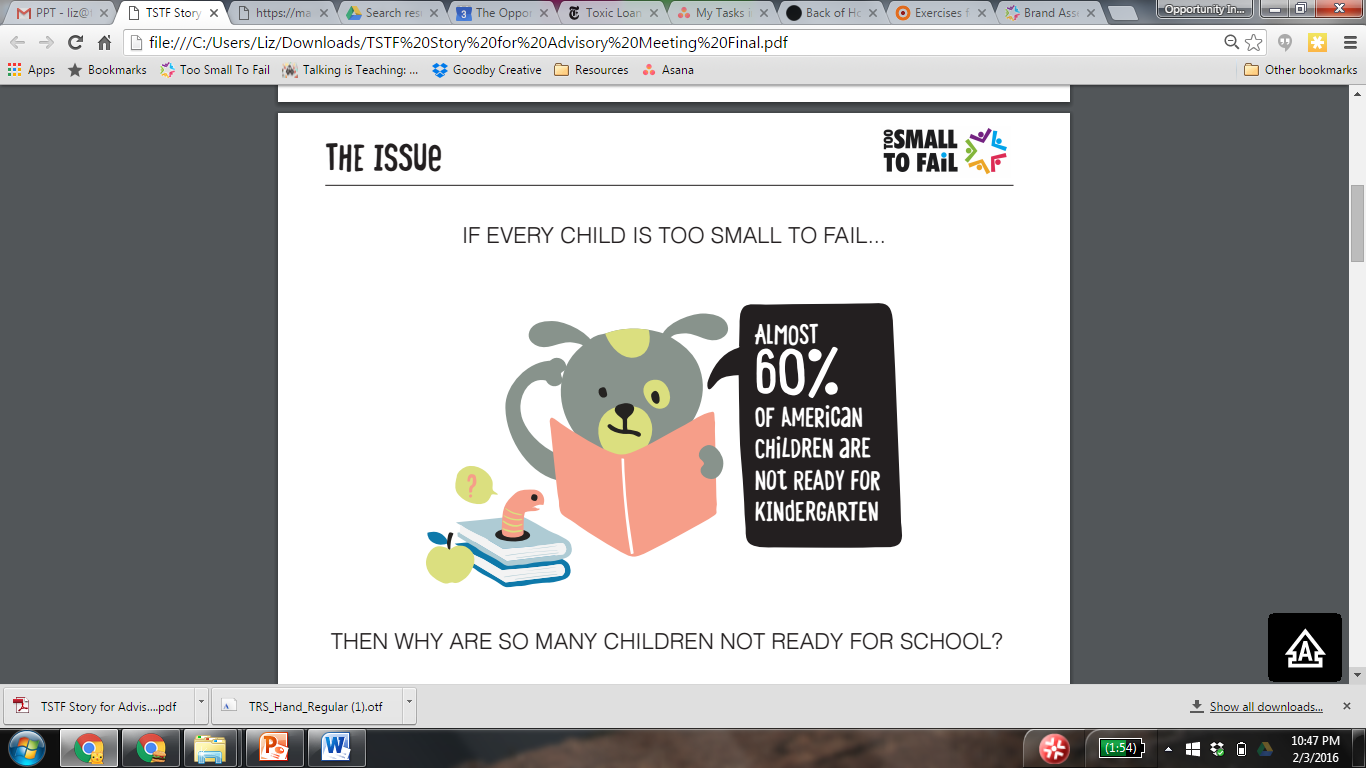 PPT - liz@
TSTF Story
https://ma
Search res
The Oppor
Toxic Loan
My Tasks i
Back of Ho
Exercises f
Brand Asse
Opportunity In...
file:///C:/Users/Liz/Downloads/TSTF%20Story%20for%20Advisory%20Meeting%20Final.pdf
Apps
Bookmarks
Too Small To Fail
Talking is Teaching: ...
Goodby Creative
Resources
Asana
Other bookmarks
THE ISSUE
TOO SMALL
TO FAiL
IF EVERY CHILD IS TOO SMALL TO FAIL...
ALMOST
60%
OF AMERiCaN
CHiLDREN aRE
NOt READY FOR
KiNdERGARTEN
?
THEN WHY ARE SO MANY CHILDREN NOT READY FOR SCHOOL?
A
TSTF Story for Advis....pdf
TRS_Hand_Regular (1).otf
Show all downloads...
(1:54)
10:47 PM
2/3/2016